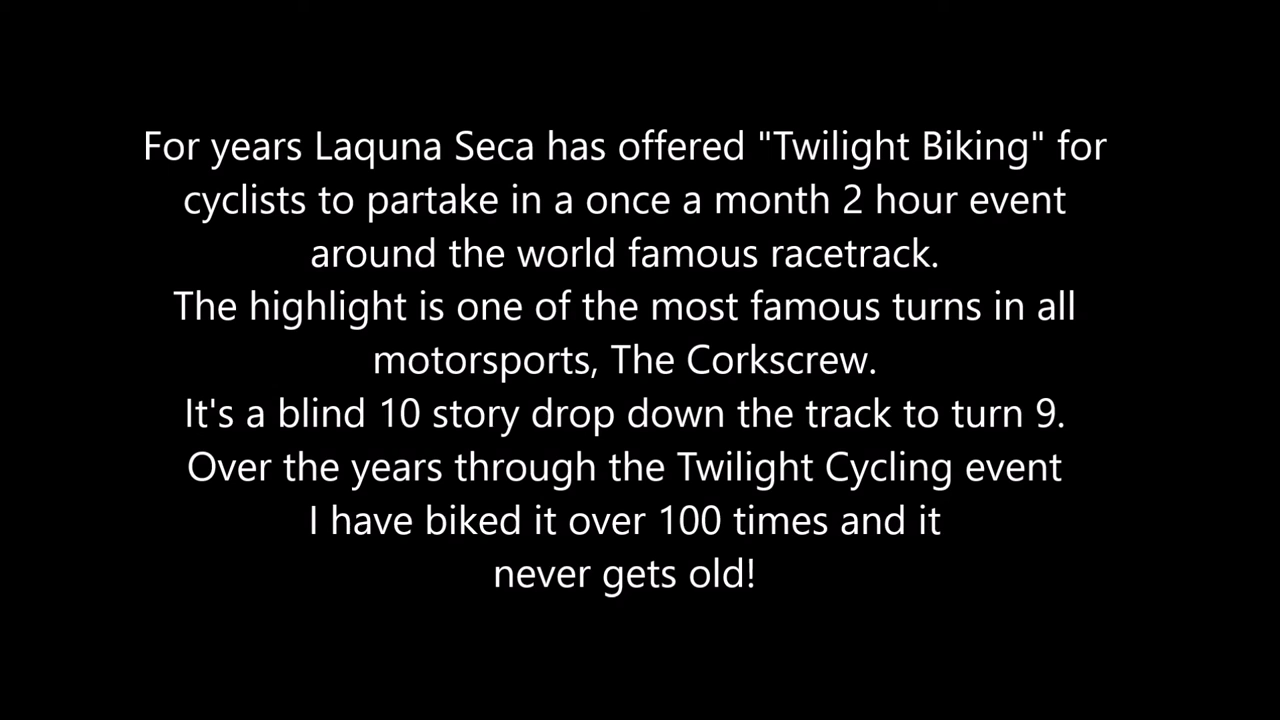 For years Laquna Seca has offered "Twilight Biking" for
cyclists to partake in a once a month 2 hour event
around the world famous racetrack.
The highlight is one of the most famous turns in all
motorsports, The Corkscrew.
It's a blind 10 story drop down the track to turn 9.
Over the years through the Twilight Cycling event
I have biked it over 100 times and it
never gets old!